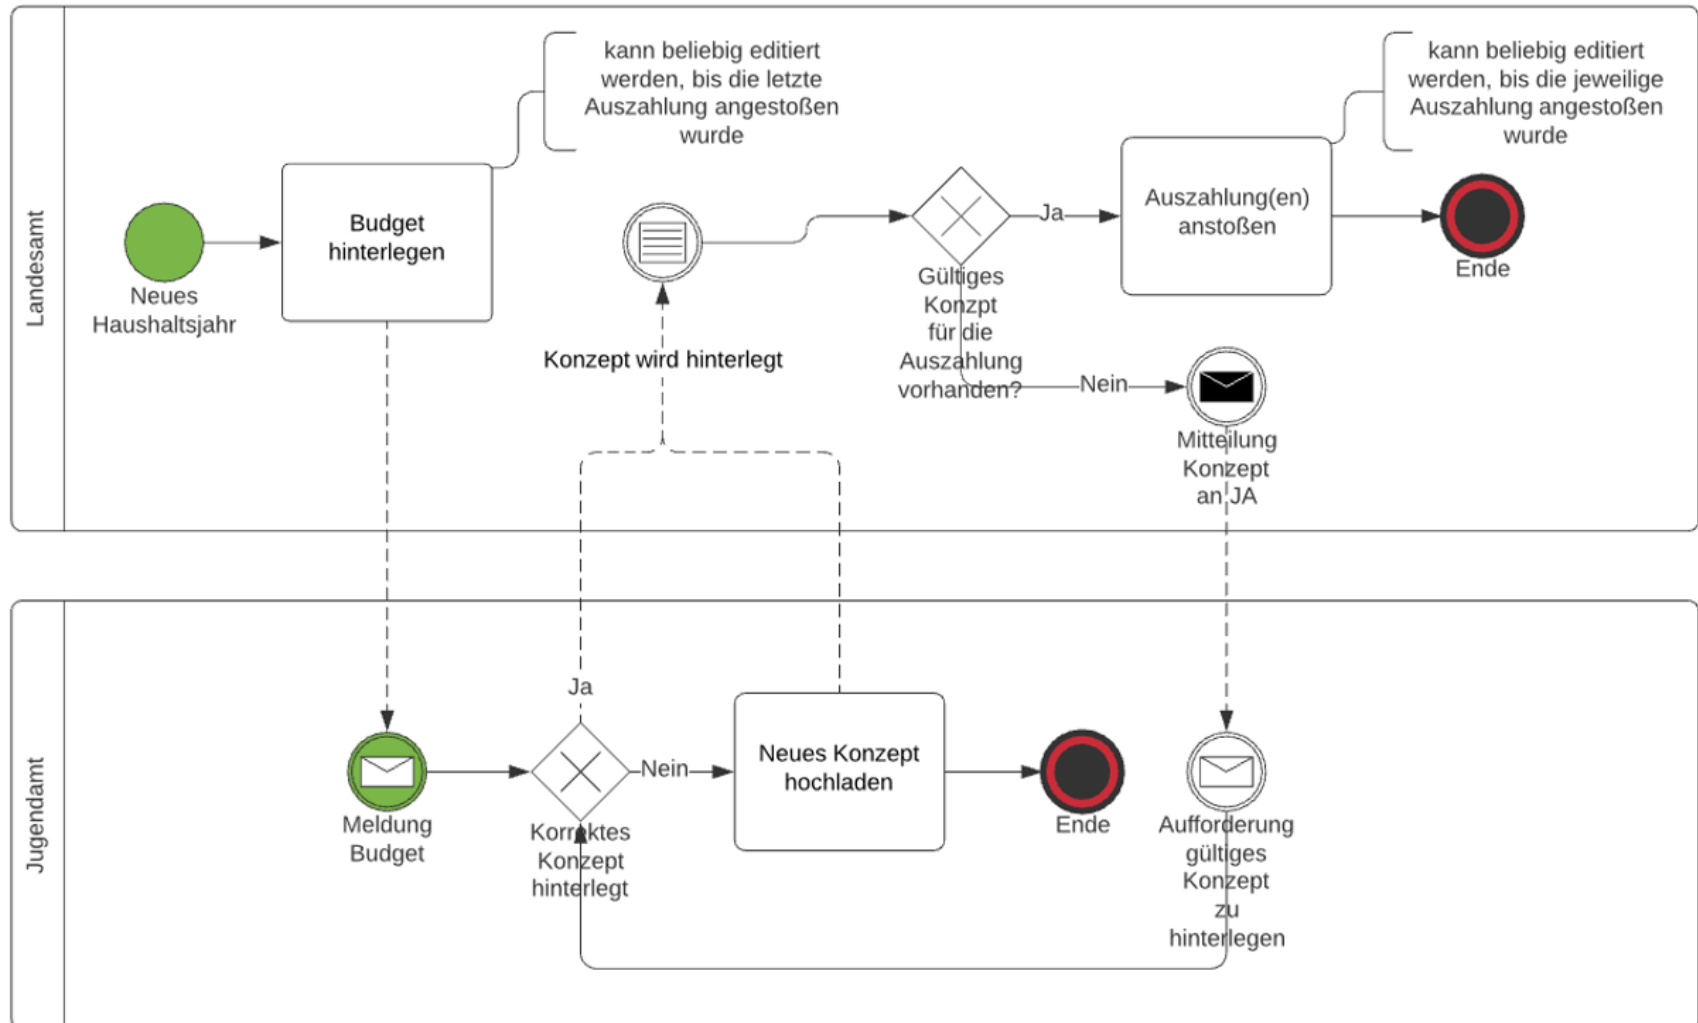 Landesamt
kann beliebig editiert
werden, bis die letzte
Auszahlung angestoßen
wurde
kann beliebig editiert
werden, bis die jeweilige
Auszahlung angestoßen
wurde
Budget
hinterlegen
Neues
Haushaltsjahr
Ja
Auszahlung(en)
anstoßen
Ende
Gültiges
Konzpt
für die
Auszahlung
vorhanden?
Konzept wird hinterlegt
Nein
Mitteilung
Konzept
an JA
Jugendamt
Meldung
Budget
Ja
Korrektes
Konzept
hinterlegt
Nein
Neues Konzept
hochladen
Ende
Aufforderung
gültiges
Konzept
zu
hinterlegen